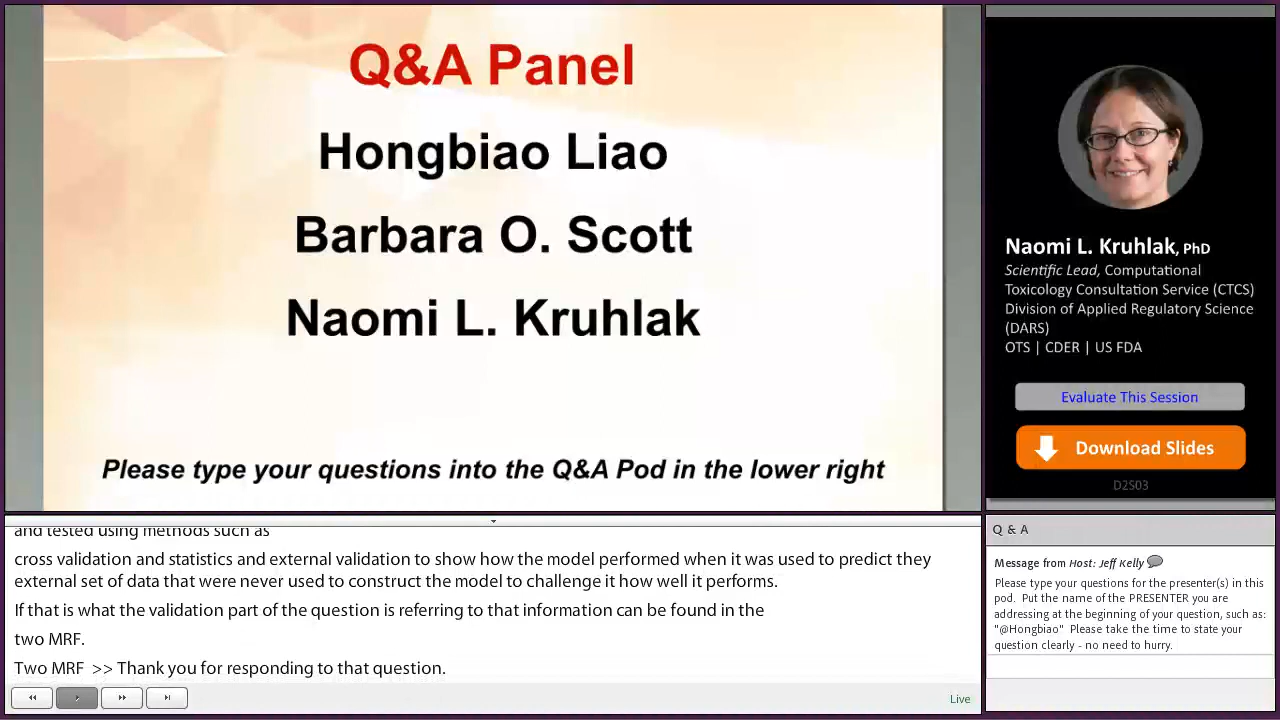 Q&A Panel
Hongbiao Liao
Barbara O. Scott
Naomi L. Kruhlak
Please type your questions into the Q&A Pod in the lower right
Naomi L. Kruhlak, PhD
Scientific Lead, Computational
Toxicology Consultation Service (CTCS)
Division of Applied Regulatory Science
(DARS)
OTS | CDER | US FDA
Evaluate This Session
Download Slides
D2S03
and tested using methods such as
cross validation and statistics and external validation to show how the model performed when it was used to predict they
external set of data that were never used to construct the model to challenge it how well it performs.
If that is what the validation part of the question is referring to that information can be found in the
two MRF.
Two MRF  >> Thank you for responding to that question.
Live
Q & A
Message from Host: Jeff Kelly
Please type your questions for the presenter(s) in this
pod.  Put the name of the PRESENTER you are
addressing at the beginning of your question, such as:
"@Hongbiao"  Please take the time to state your
question clearly - no need to hurry.